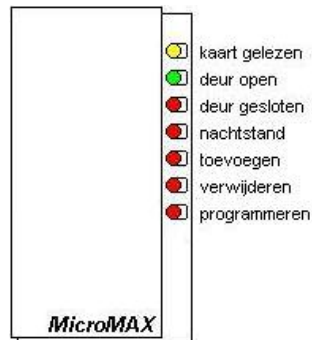 kaart gelezen
deur open
deur gesloten
nachtstand
toevoegen
verwijderen
programmeren
MicroMAX